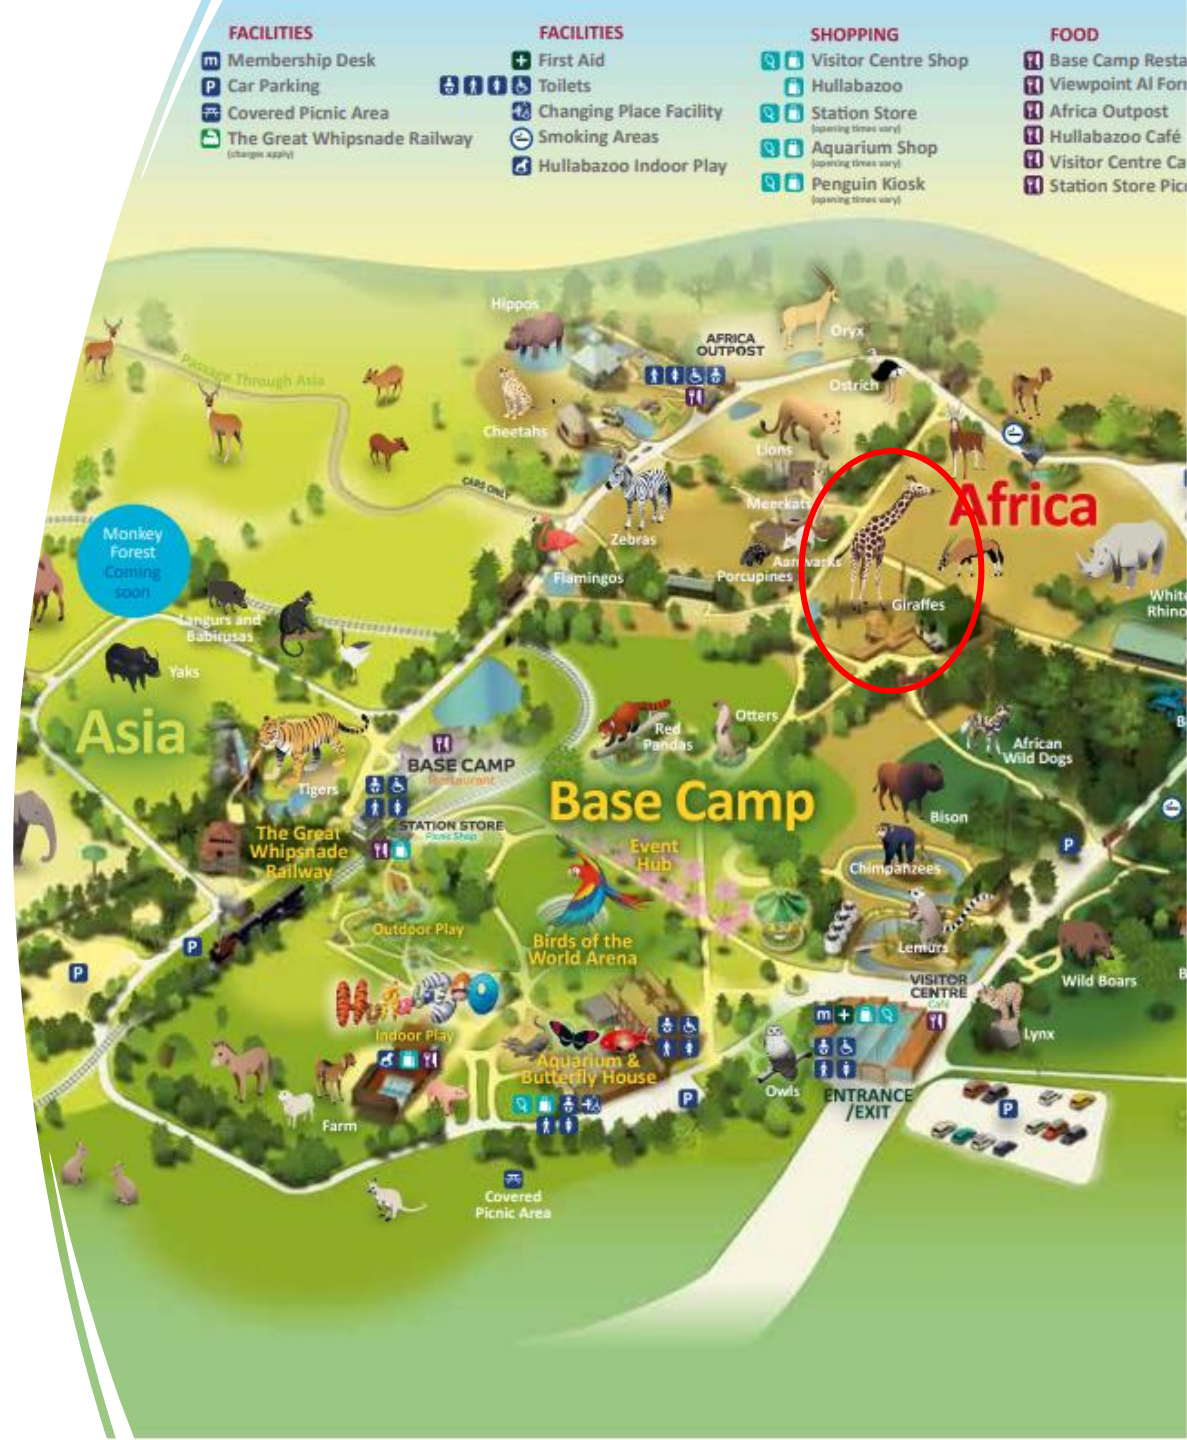 FACILITIES
m Membership Desk
P Car Parking
Covered Picnic Area
The Great Whipsnade Railway
(charges apply)
FACILITIES
First Aid
Toilets
Changing Place Facility
Smoking Areas
Hullabazoo Indoor Play
SHOPPING
Visitor Centre Shop
Hullabazoo
Station Store
(opening times vary)
Aquarium Shop
(opening times vary)
Penguin Kiosk
(opening times vary)
FOOD
Base Camp Resta
Viewpoint Al For
Africa Outpost
Hullabazoo Café
Visitor Centre Ca
Station Store Pic
Hippos
Oryx
AFRICA
OUTPOST
Passage Through Asia
Ostrich
Cheetahs
Lions
CARS ONLY
Africa
Meerkats
Monkey
Forest
Coming
soon
Zebras
Aardvarks
Porcupines
Flamingos
White
Rhino
Giraffes
Langurs and
Babirusas
Yaks
Asia
Otters
Red
Pandas
B
African
Wild Dogs
BASE CAMP
Restaurant
Tigers
Base Camp
Bison
STATION STORE
Picnic Shop
The Great
Whipsnade
Railway
Event
Hub
P
Chimpanzees
Outdoor Play
Birds of the
World Arena
Lemurs
P
P
VISITOR
CENTRE
Café
Wild Boars
B
m
Lynx
Indoor Play
Aquarium &
Butterfly House
Owls
P
ENTRANCE
/EXIT
P
Farm
Covered
Picnic Area